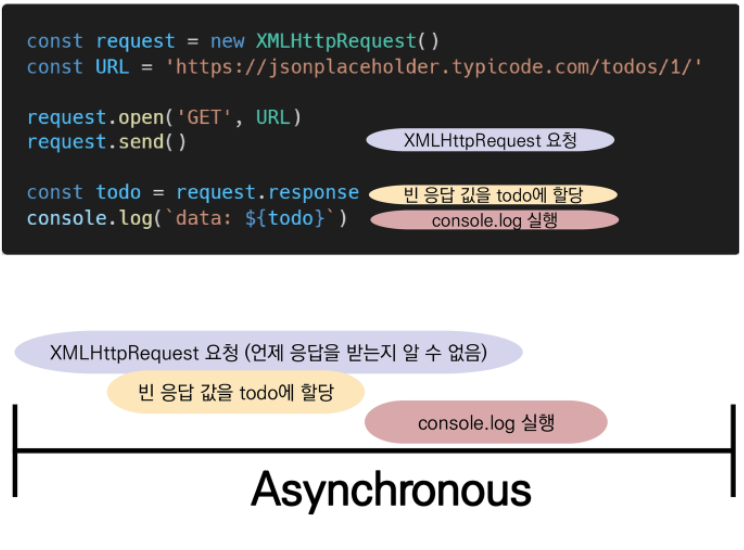 const request = new XMLHttpRequest()
const URL = 'https://jsonplaceholder.typicode.com/todos/1/'
request.open('GET', URL)
request.send()
XMLHttpRequest 요청
const todo = request.response
빈 응답 값을 todo에 할당
console.log(`data: ${todo}`)
console.log 실행
XMLHttpRequest 요청 (언제 응답을 받는지 알 수 없음)
빈 응답 값을 todo에 할당
console.log 실행
Asynchronous